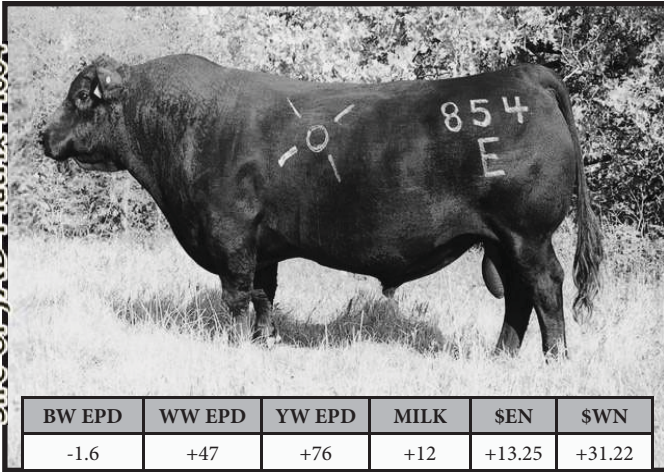 854
E
BW EPD WW EPD YW EPD MILK $EN $WN
-1.6 +47 +76 +12 +13.25 +31.22